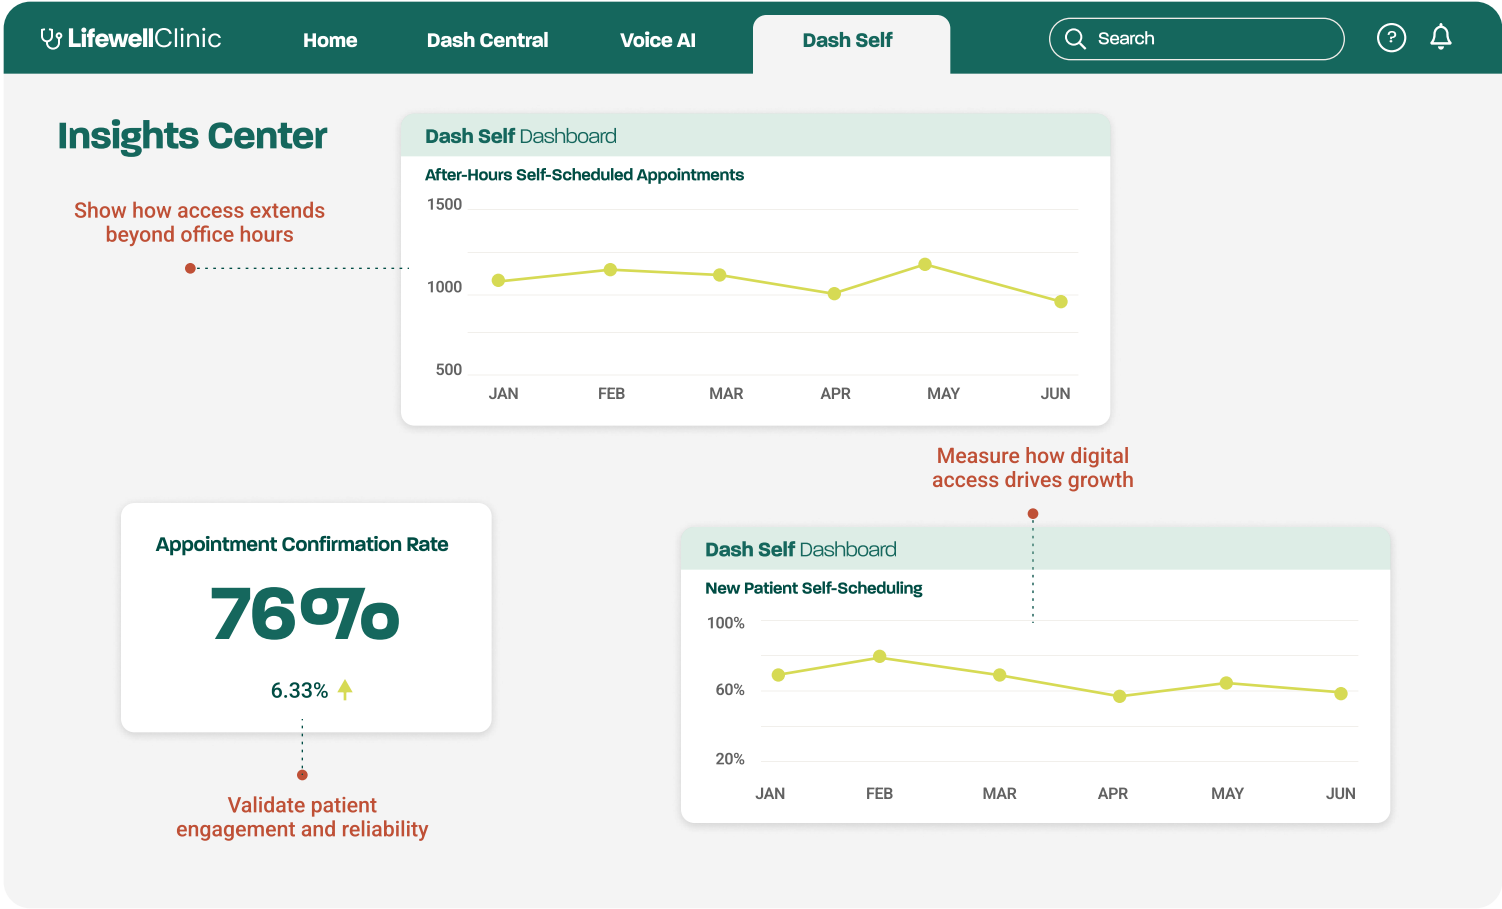 LifewellClinic
Home
Dash Central
Voice AI
Dash Self
Search
?
Insights Center
Show how access extends
beyond office hours
Dash Self Dashboard
After-Hours Self-Scheduled Appointments
1500
1000
500
JAN FEB MAR APR MAY JUN
Appointment Confirmation Rate
76%
6.33%
Validate patient
engagement and reliability
Measure how digital
access drives growth
Dash Self Dashboard
New Patient Self-Scheduling
100%
60%
20%
JAN FEB MAR APR MAY JUN